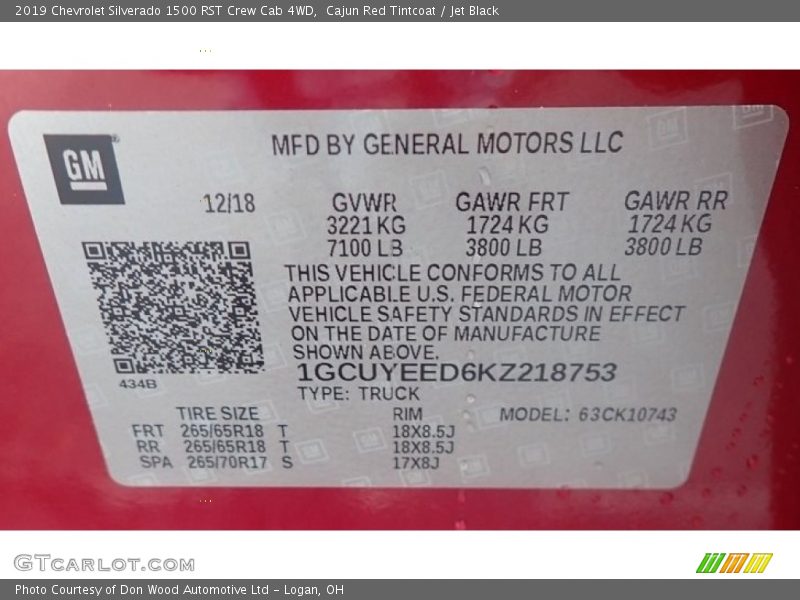 2019 Chevrolet Silverado 1500 RST Crew Cab 4WD,  Cajun Red Tintcoat / Jet Black
GM
MFD BY GENERAL MOTORS LLC
12/18 GVWR GAWR FRT GAWR RR
3221 KG 1724 KG 1724 KG
7100 LB 3800 LB 3800 LB
THIS VEHICLE CONFORMS TO ALL
APPLICABLE U.S. FEDERAL MOTOR
VEHICLE SAFETY STANDARDS IN EFFECT
ON THE DATE OF MANUFACTURE
SHOWN ABOVE.
434B
1GCUYEED6KZ218753
TYPE: TRUCK
TIRE SIZE RIM MODEL: 63CK10743
FRT 265/65R18 T 18X8.5J
RR 265/65R18 T 18X8.5J
SPA 265/70R17 S 17X8J
GTCARLOT.COM
Photo Courtesy of Don Wood Automotive Ltd - Logan, OH